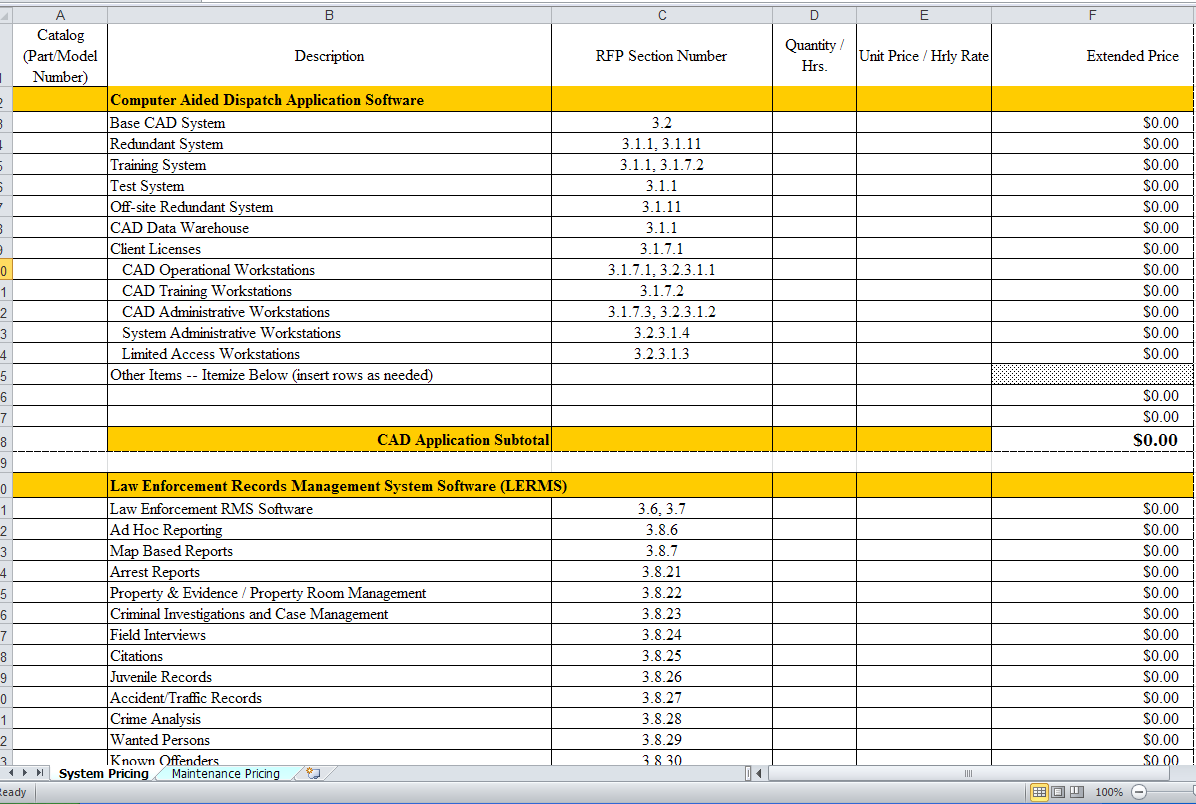 A B C D E F
Catalog (Part/Model Number) Description RFP Section Number Quantity / Hrs. Unit Price / Hrly Rate Extended Price
Computer Aided Dispatch Application Software
Base CAD System 3.2 $0.00
Redundant System 3.1.1, 3.1.11 $0.00
Training System 3.1.1, 3.1.7.2 $0.00
Test System 3.1.1 $0.00
Off-site Redundant System 3.1.11 $0.00
CAD Data Warehouse 3.1.1 $0.00
Client Licenses 3.1.7.1 $0.00
CAD Operational Workstations 3.1.7.1, 3.2.3.1.1 $0.00
CAD Training Workstations 3.1.7.2 $0.00
CAD Administrative Workstations 3.1.7.3, 3.2.3.1.2 $0.00
System Administrative Workstations 3.2.3.1.4 $0.00
Limited Access Workstations 3.2.3.1.3 $0.00
Other Items -- Itemize Below (insert rows as needed)
$0.00
$0.00
CAD Application Subtotal $0.00
Law Enforcement Records Management System Software (LERMS)
Law Enforcement RMS Software 3.6, 3.7 $0.00
Ad Hoc Reporting 3.8.6 $0.00
Map Based Reports 3.8.7 $0.00
Arrest Reports 3.8.21 $0.00
Property & Evidence / Property Room Management 3.8.22 $0.00
Criminal Investigations and Case Management 3.8.23 $0.00
Field Interviews 3.8.24 $0.00
Citations 3.8.25 $0.00
Juvenile Records 3.8.26 $0.00
Accident/Traffic Records 3.8.27 $0.00
Crime Analysis 3.8.28 $0.00
Wanted Persons 3.8.29 $0.00
Known Offenders 3.8.30 $0.00
System Pricing Maintenance Pricing
100%